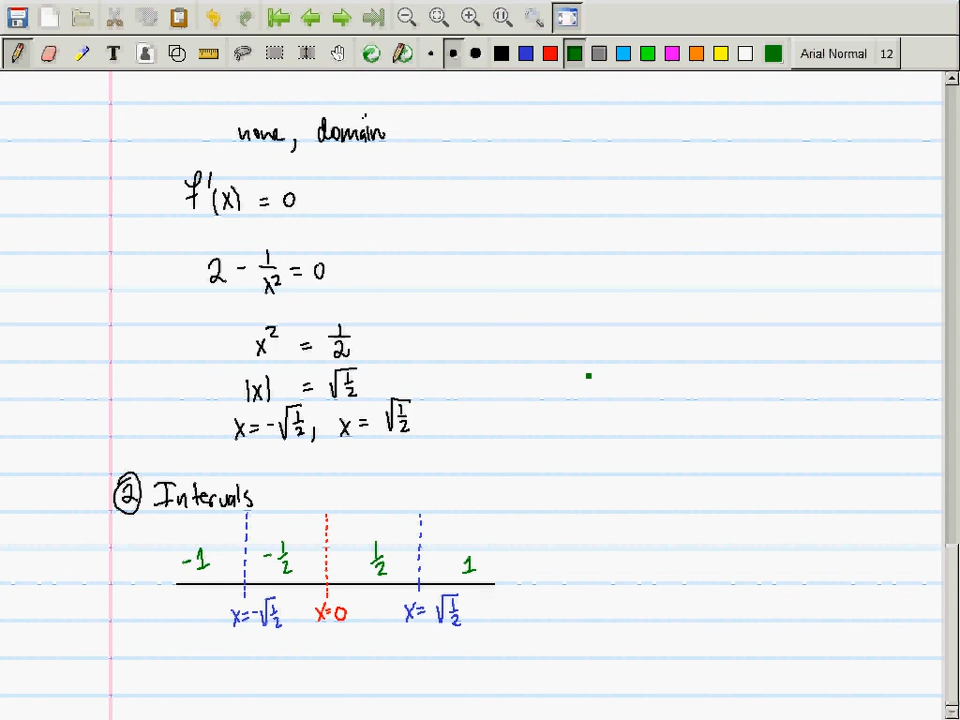 Arial Normal 12
none, domain
f'(x) = 0
2 - 1/x² = 0
x² = 1/2
|x| = √(1/2)
x = -√(1/2), x = √(1/2)
② Intervals
-1 -1/2 1/2 1
x=-√(1/2) x=0 x= √(1/2)